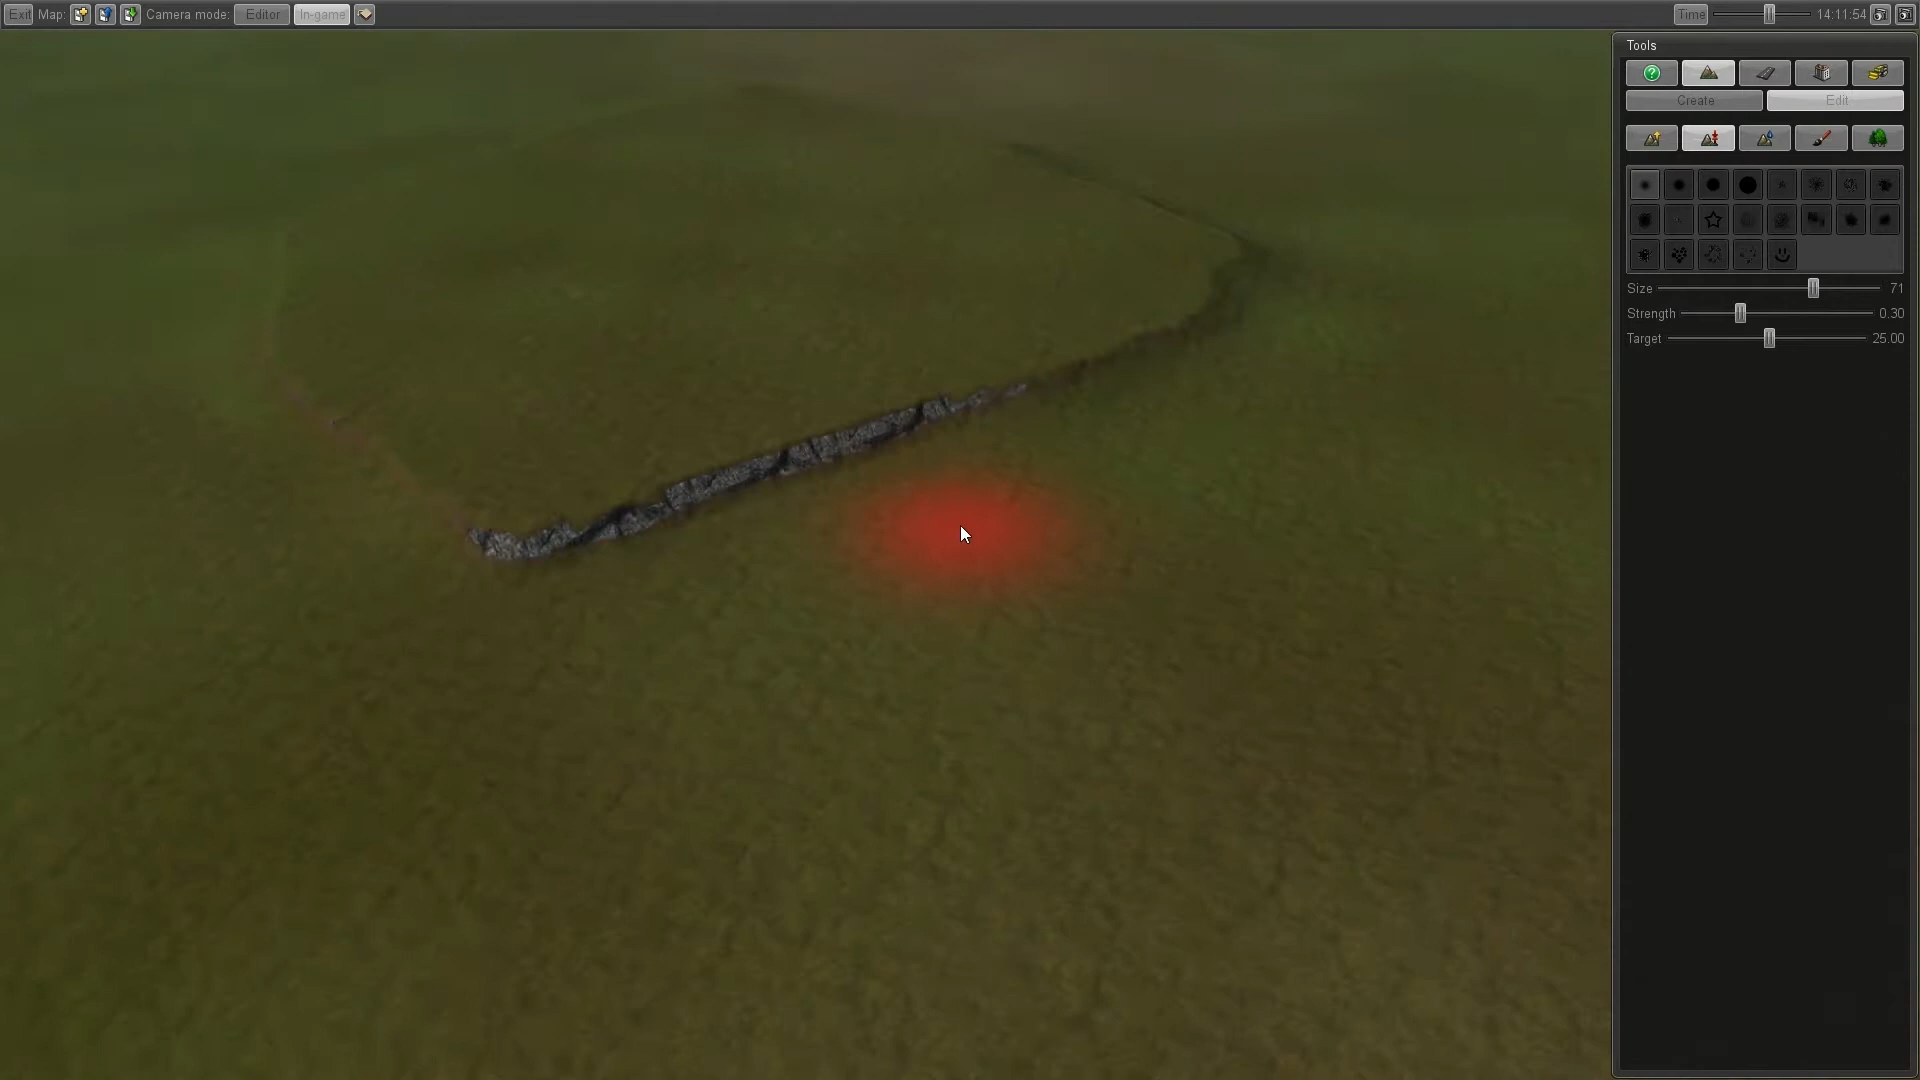 Exit Map: Camera mode: Editor In-game Time 14:11:54
Tools
Create Edit
Size 71
Strength 0.30
Target 25.00